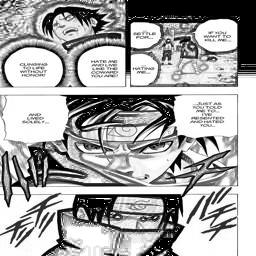 IF YOU
WANT TO
KILL ME...
SETTLE
FOR...
HATING
ME...
HATE ME
AND LIVE
LIKE THE
COWARD
YOU ARE!
CLINGING
TO LIFE
WITHOUT
HONOR!
...JUST AS
YOU TOLD
ME TO...
I'VE
RESENTED
AND HATED
YOU...
AND
LIVED
SOLELY...